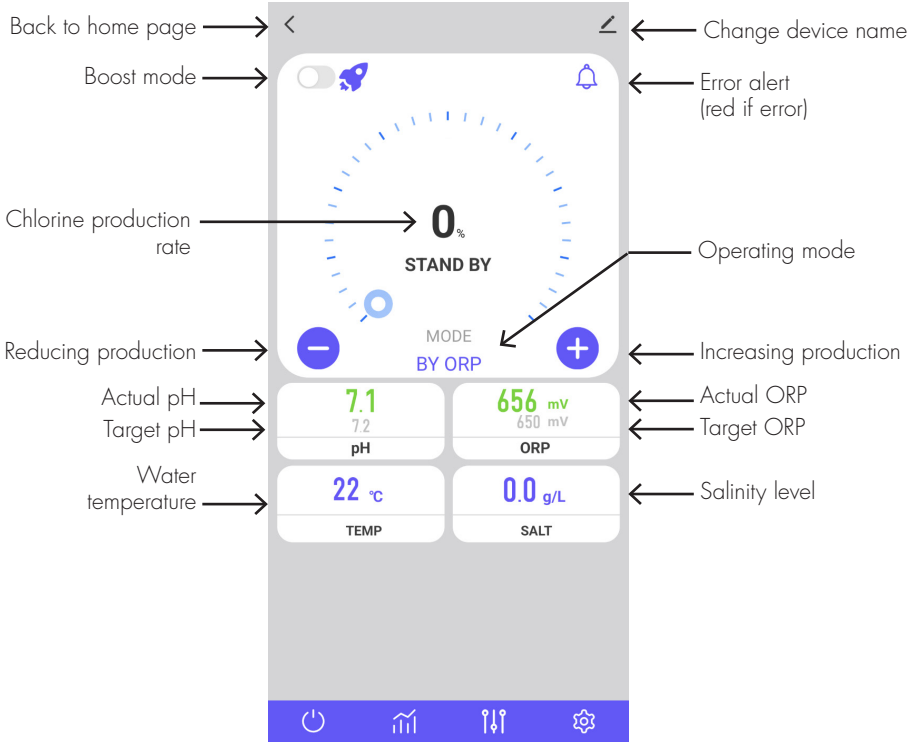 Back to home page
Change device name
Boost mode
Error alert
(red if error)
Chlorine production
rate
0%
STAND BY
Operating mode
MODE
BY ORP
Reducing production
Increasing production
Actual pH
7.1
656 mV
Actual ORP
Target pH
7.2
650 mV
Target ORP
pH
ORP
Water
temperature
22 °C
0.0 g/L
Salinity level
TEMP
SALT